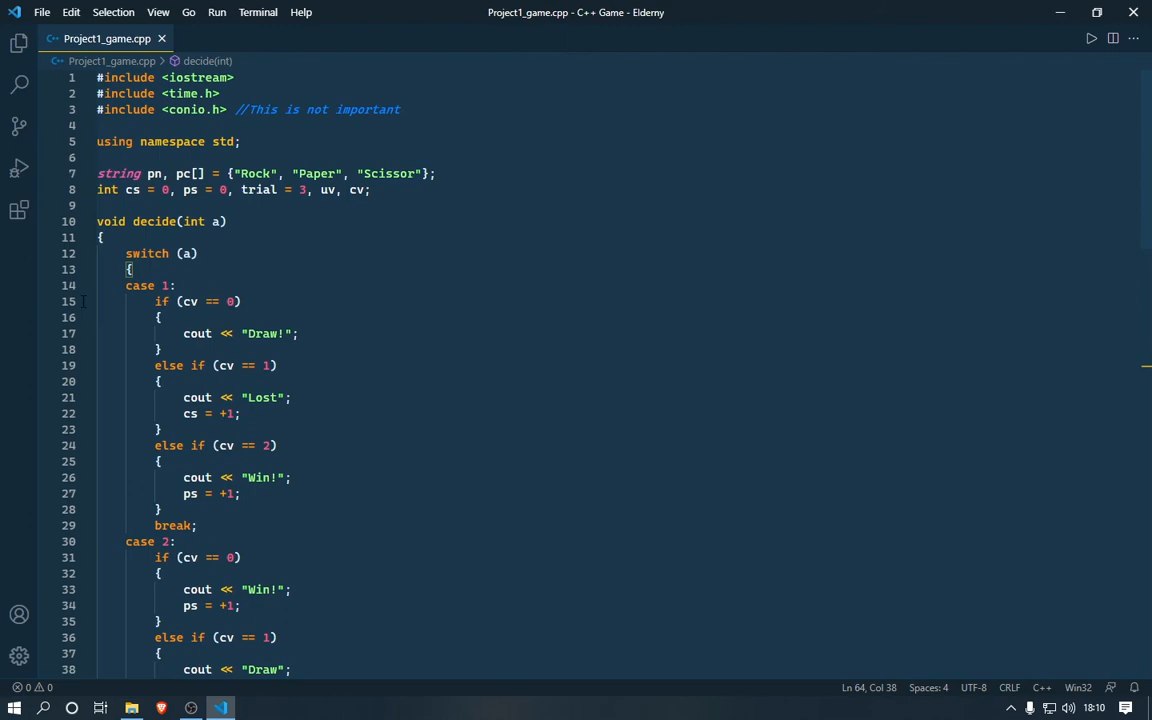 File Edit Selection View Go Run Terminal Help Project1_game.cpp - C++ Game - Elderny
Project1_game.cpp
Project1_game.cpp > decide(int)
1 #include <iostream>
2 #include <time.h>
3 #include <conio.h> //This is not important
4
5 using namespace std;
6
7 string pn, pc[] = {"Rock", "Paper", "Scissor"};
8 int cs = 0, ps = 0, trial = 3, uv, cv;
9
10 void decide(int a)
11 {
12 switch (a)
13 {
14 case 1:
15 if (cv == 0)
16 {
17 cout << "Draw!";
18 }
19 else if (cv == 1)
20 {
21 cout << "Lost";
22 cs = +1;
23 }
24 else if (cv == 2)
25 {
26 cout << "Win!";
27 ps = +1;
28 }
29 break;
30 case 2:
31 if (cv == 0)
32 {
33 cout << "Win!";
34 ps = +1;
35 }
36 else if (cv == 1)
37 {
38 cout << "Draw";
0 0 Ln 64, Col 38 Spaces: 4 UTF-8 CRLF C++ Win32
18:10